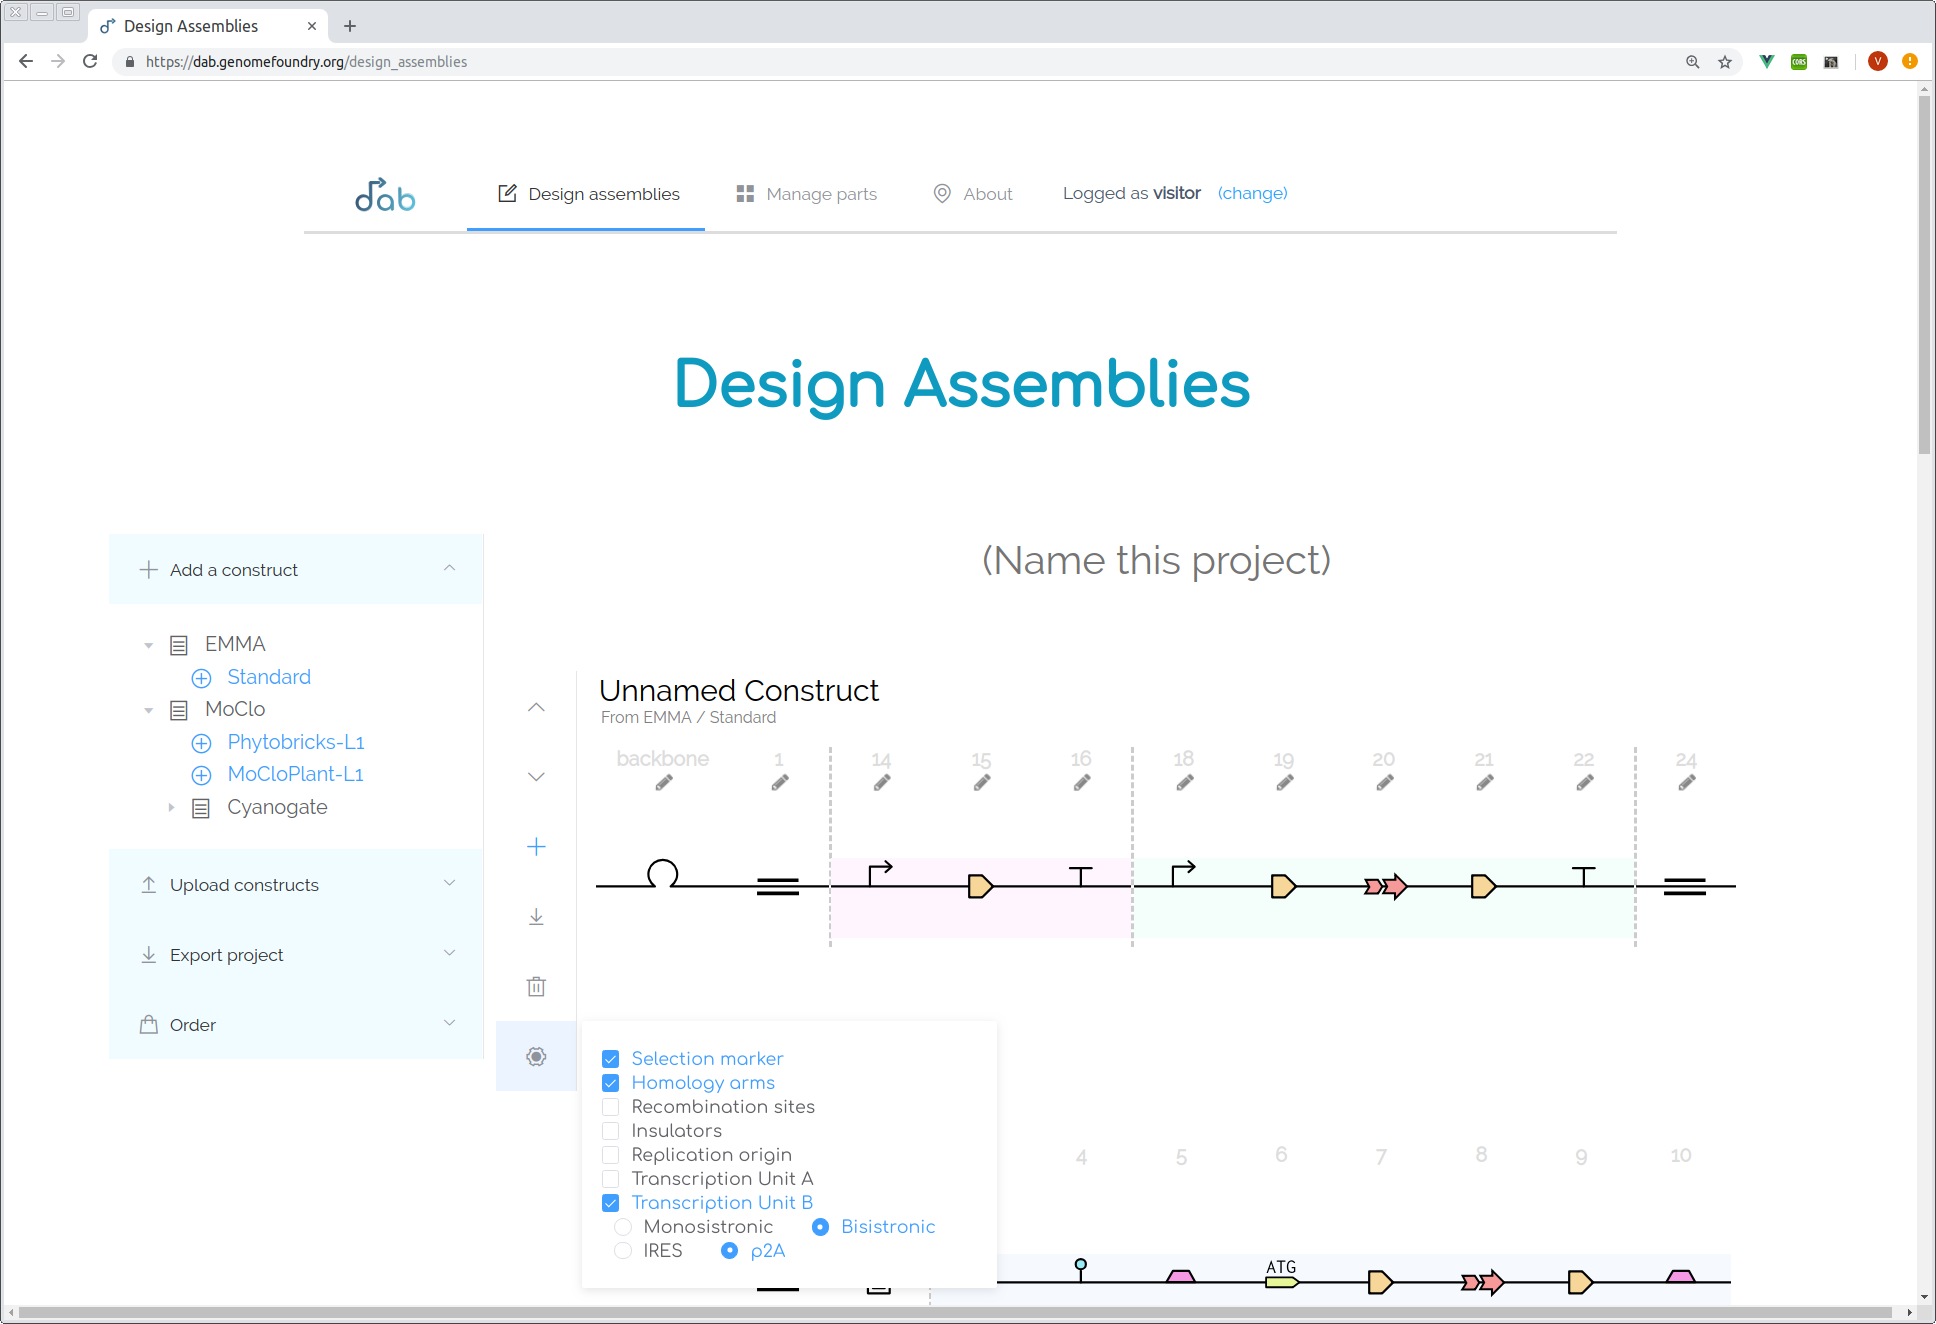 Design Assemblies
https://dab.genomefoundry.org/design_assemblies
CORS
V
dab
Design assemblies
Manage parts
About
Logged as visitor (change)
Design Assemblies
(Name this project)
Add a construct
EMMA
Standard
MoClo
Phytobricks-L1
MoCloPlant-L1
Cyanogate
Upload constructs
Export project
Order
Unnamed Construct
From EMMA / Standard
backbone 1 14 15 16 18 19 20 21 22 24
Selection marker
Homology arms
Recombination sites
Insulators
Replication origin
Transcription Unit A
Transcription Unit B
Monosistronic Bisistronic
IRES p2A
4 5 6 7 8 9 10
ATG